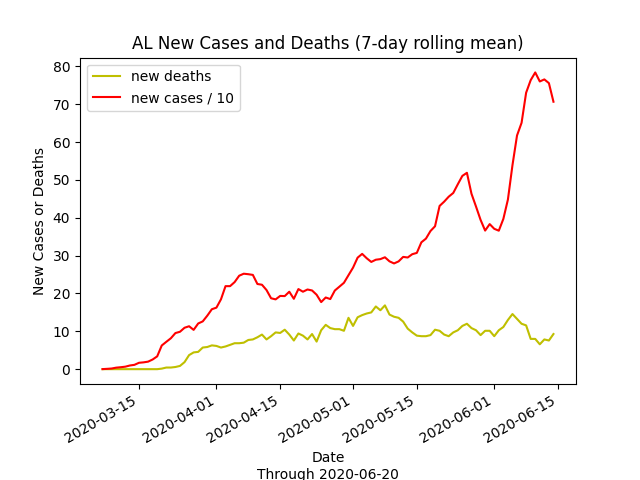 AL New Cases and Deaths (7-day rolling mean)
new deaths
new cases / 10
New Cases or Deaths
80
70
60
50
40
30
20
10
0
2020-03-15
2020-04-01
2020-04-15
2020-05-01
2020-05-15
2020-06-01
2020-06-15
Date
Through 2020-06-20